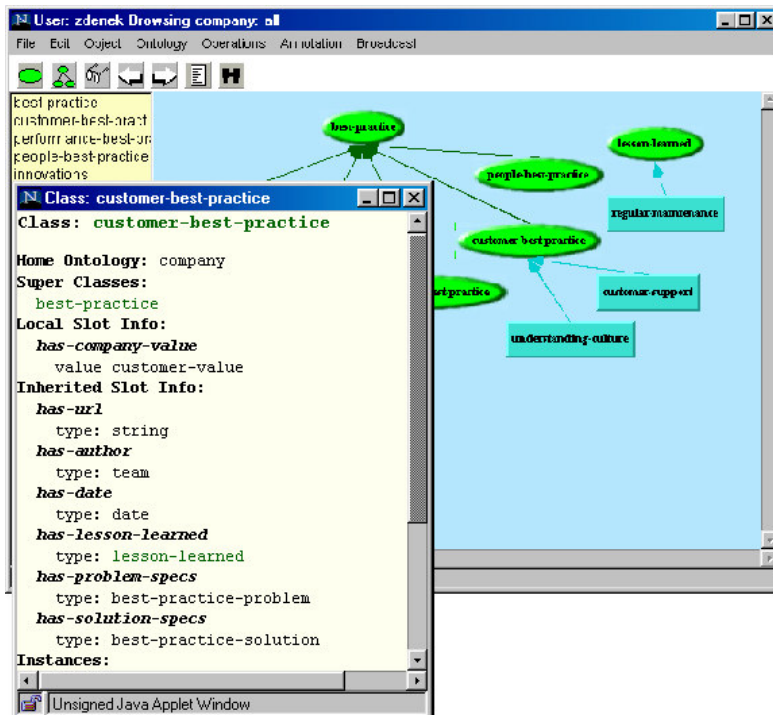 User: zdenek Browsing company: all
File Edit Object Ontology Operations Annotation Broadcast
best practice
customer-best-pract
performance-best-pra
people-best-practice
innovations
best-practice
lesson-learned
people-best-practice
regular-maintenance
customer best practice
best practice
customer-support
understanding-culture
Class: customer-best-practice
Class: customer-best-practice
Home Ontology: company
Super Classes:
best-practice
Local Slot Info:
has-company-value
value customer-value
Inherited Slot Info:
has-url
type: string
has-author
type: team
has-date
type: date
has-lesson-learned
type: lesson-learned
has-problem-specs
type: best-practice-problem
has-solution-specs
type: best-practice-solution
Instances:
Unsigned Java Applet Window